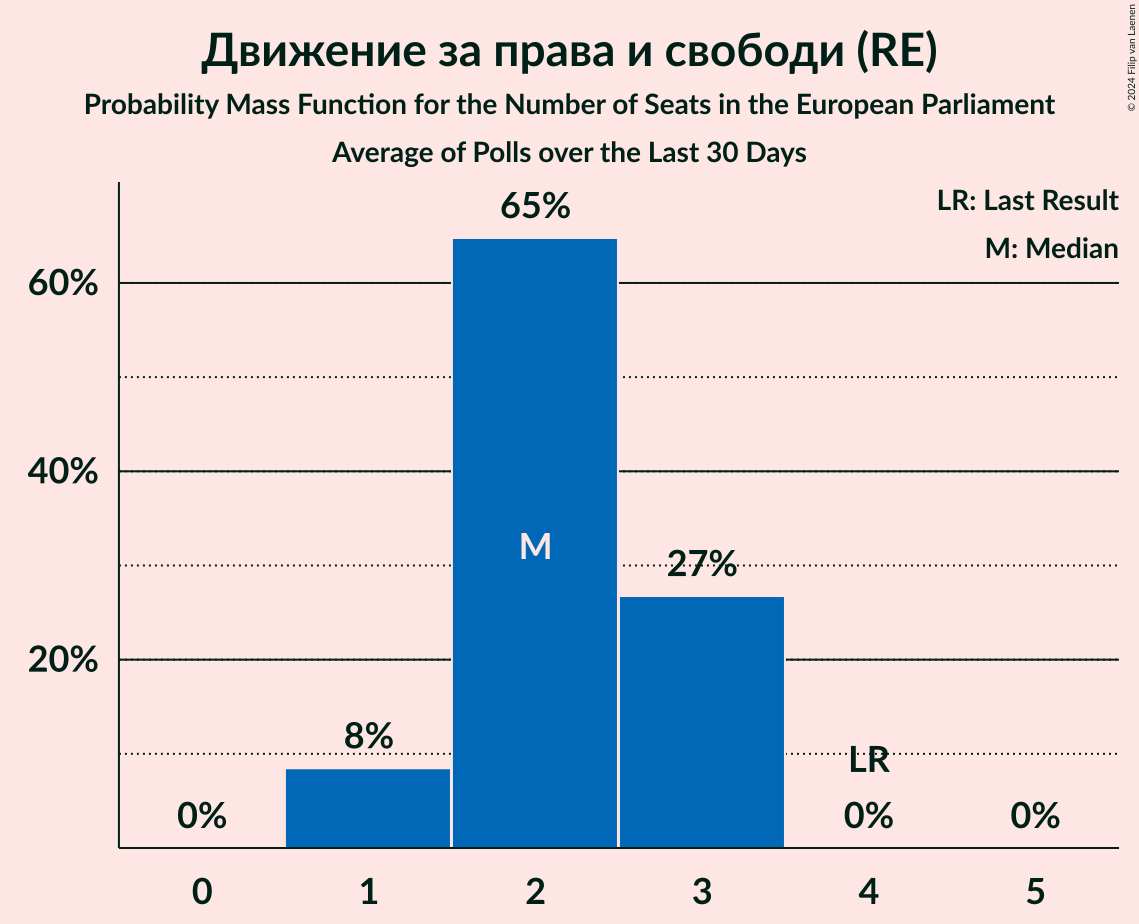 Движение за права и свободи (RE)
Probability Mass Function for the Number of Seats in the European Parliament
Average of Polls over the Last 30 Days
© 2024 Filip van Laenen
LR: Last Result
M: Median
60%
40%
20%
0%
8%
65%
M
27%
LR
0%
0%
0 1 2 3 4 5